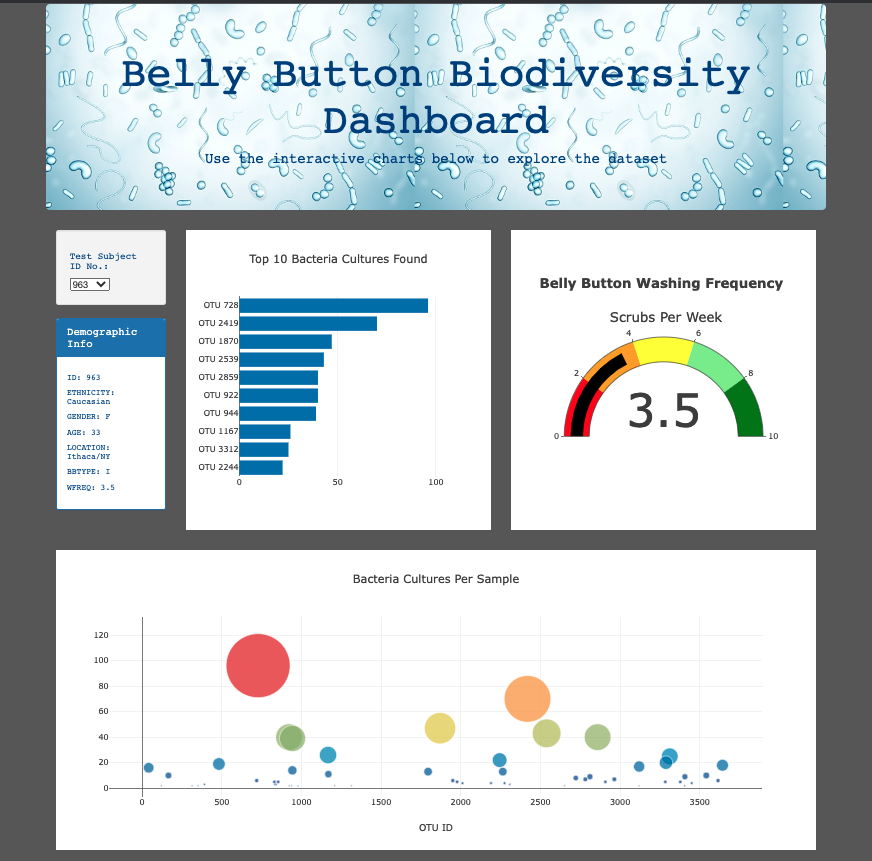 Belly Button Biodiversity
Dashboard
Use the interactive charts below to explore the dataset
Test Subject
ID No.:
963
Demographic
Info
ID: 963
ETHNICITY:
Caucasian
GENDER: F
AGE: 33
LOCATION:
Ithaca/NY
BBTYPE: I
WFREQ: 3.5
Top 10 Bacteria Cultures Found
OTU 728
OTU 2419
OTU 1870
OTU 2539
OTU 2859
OTU 922
OTU 944
OTU 1167
OTU 3312
OTU 2244
0 50 100
Belly Button Washing Frequency
Scrubs Per Week
4 6
2 8
3.5
0 10
Bacteria Cultures Per Sample
120
100
80
60
40
20
0
0 500 1000 1500 2000 2500 3000 3500
OTU ID